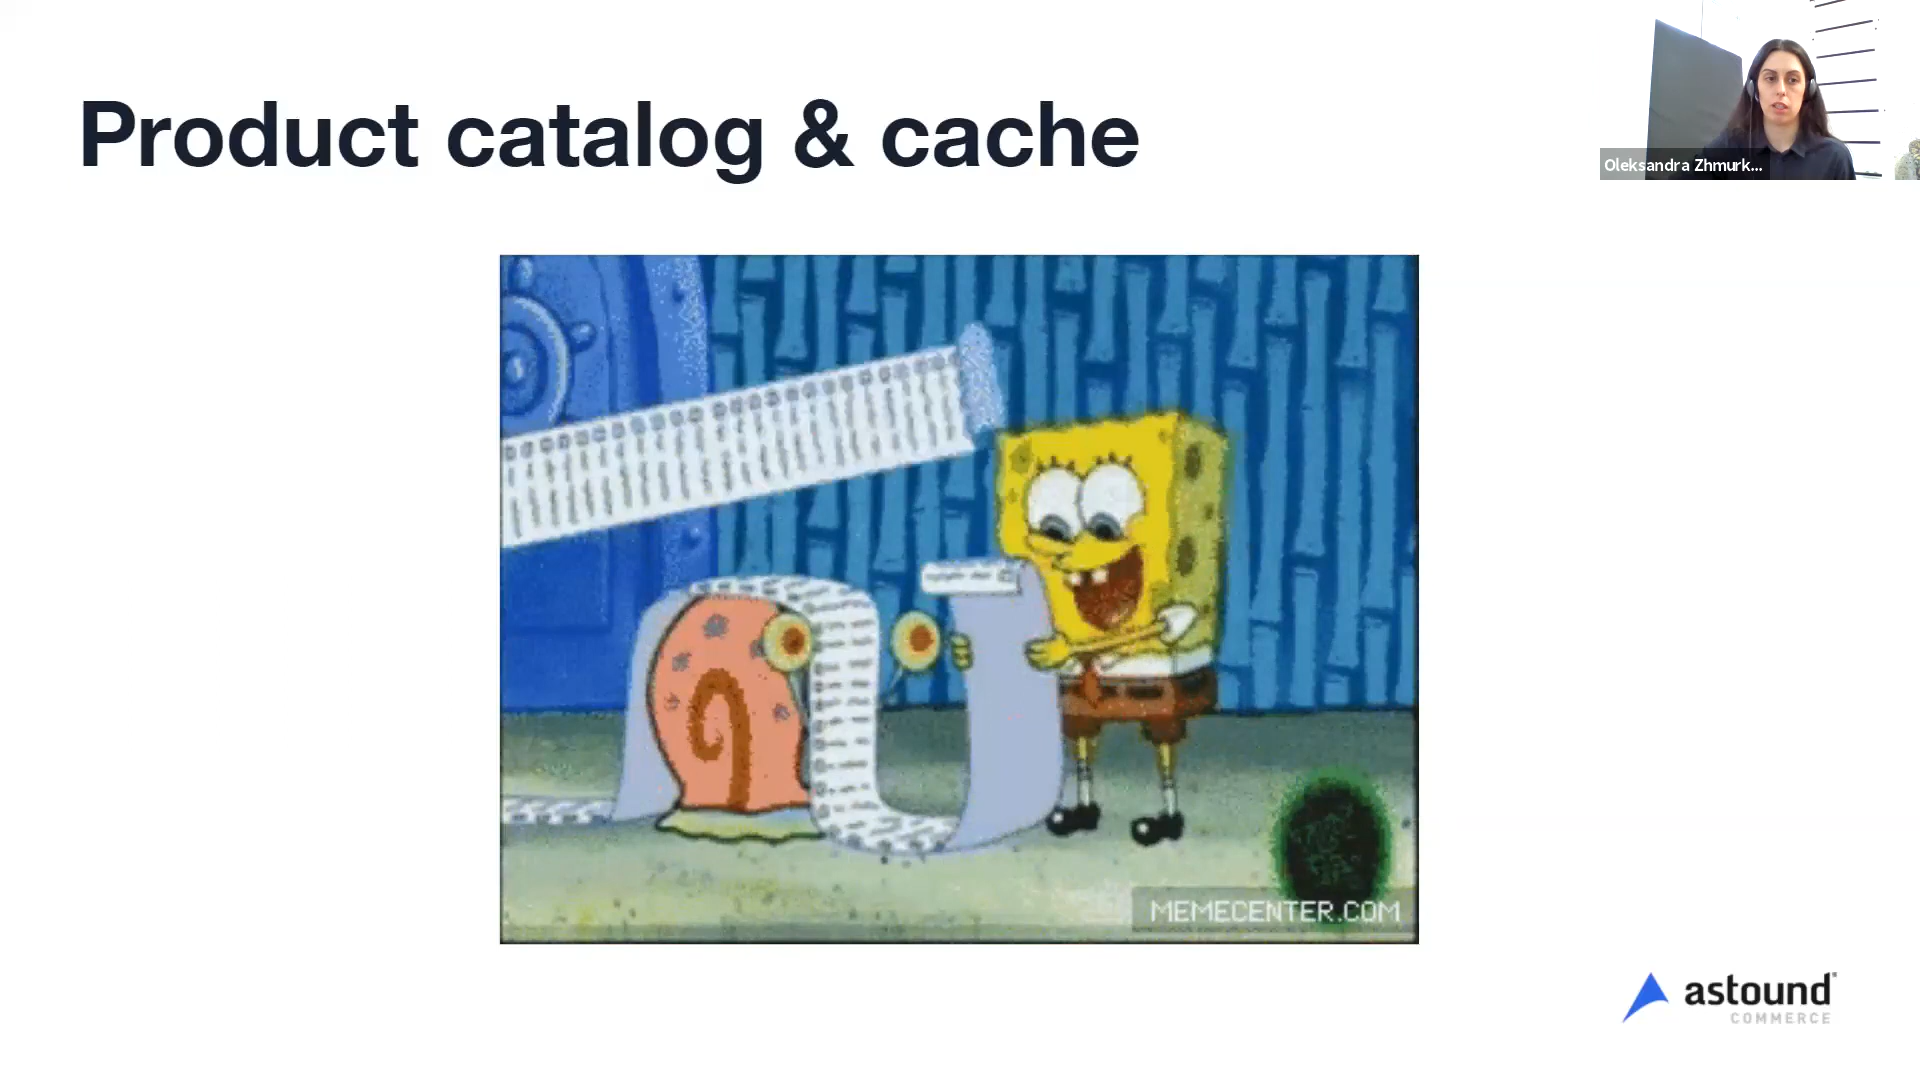 Product catalog & cache
Oleksandra Zhmurk...
MEMECENTER.COM
astound
COMMERCE